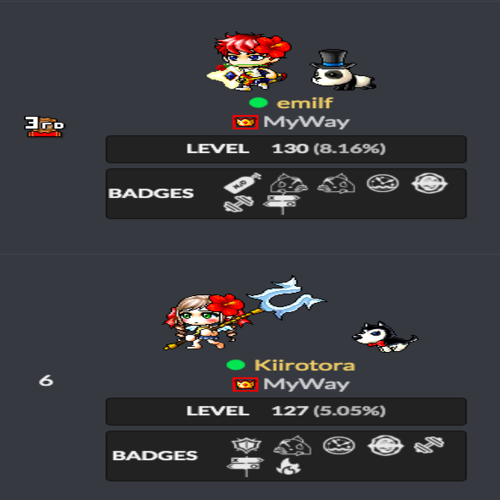 emilf
3rd
MyWay
LEVEL 130 (8.16%)
BADGES
Kiirotora
6
MyWay
LEVEL 127 (5.05%)
BADGES